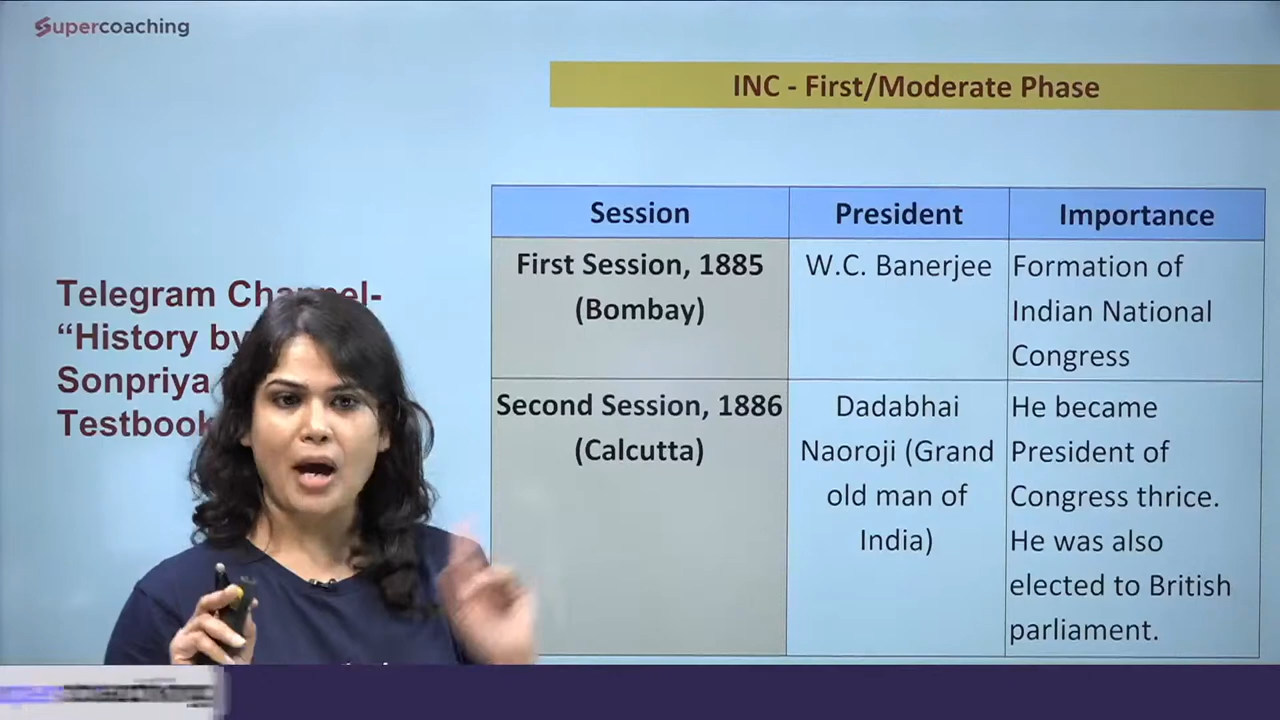 Supercoaching
INC - First/Moderate Phase
Telegram Channel-
“History by
Sonpriya
Testbook
Session
President
Importance
First Session, 1885
(Bombay)
W.C. Banerjee
Formation of
Indian National
Congress
Second Session, 1886
(Calcutta)
Dadabhai
Naoroji (Grand
old man of
India)
He became
President of
Congress thrice.
He was also
elected to British
parliament.